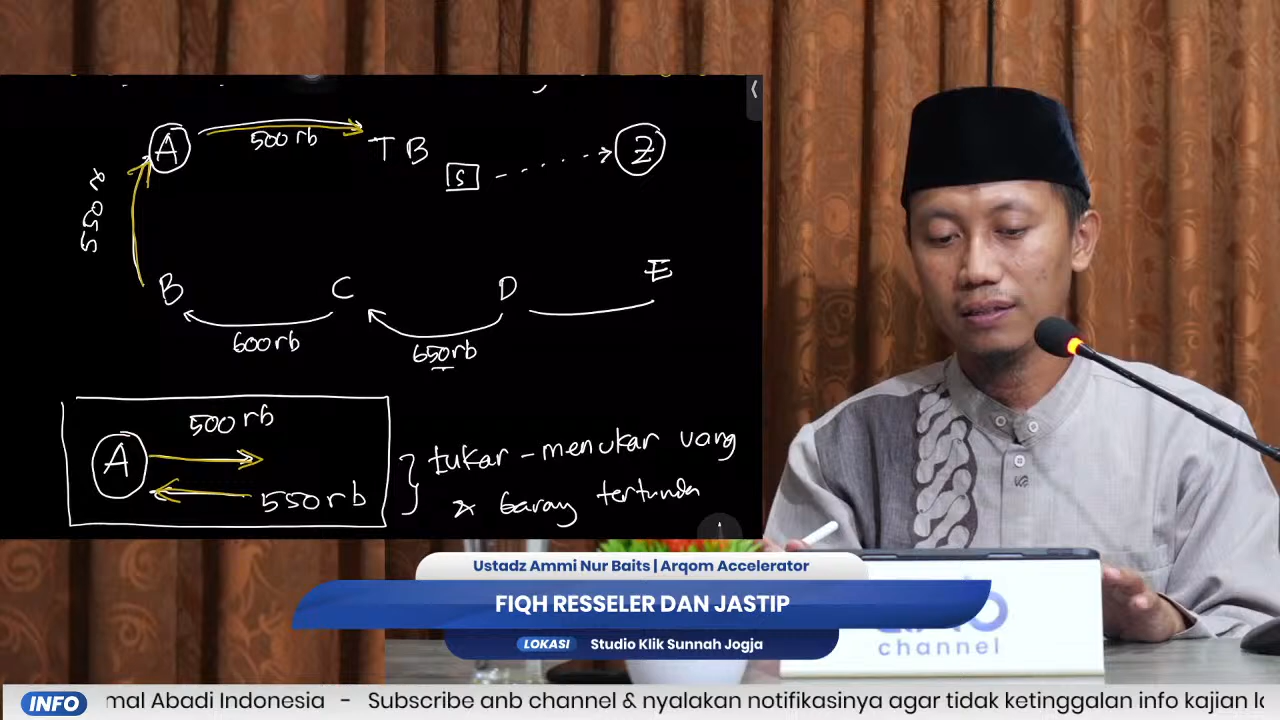 A 500 rb T B
S
Z
550 r
B C D E
600 rb
650 rb
500 rb
A
550 rb
tukar - menukar uang
barang tertunda
Ustadz Ammi Nur Baits | Arqom Accelerator
FIQH RESSELER DAN JASTIP
LOKASI Studio Klik Sunnah Jogja
channel
INFO mal Abadi Indonesia - Subscribe anb channel & nyalakan notifikasinya agar tidak ketinggalan info kajian l